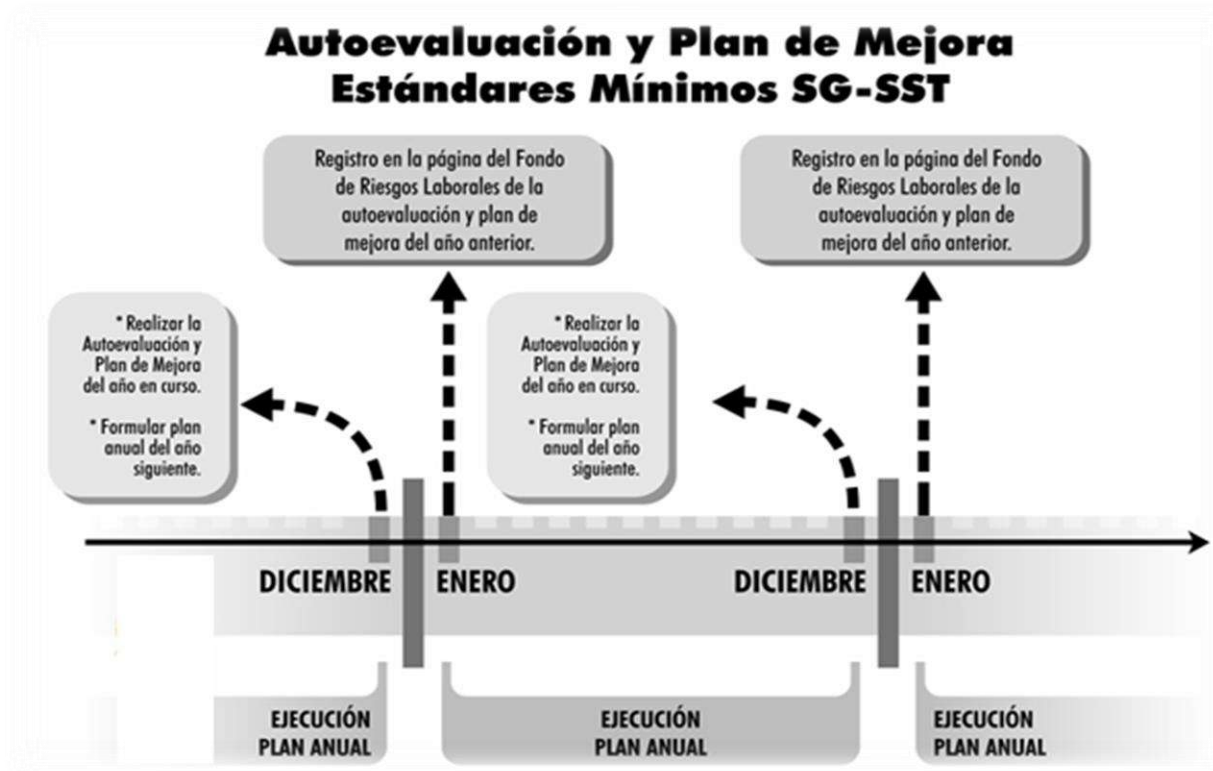 Autoevaluación y Plan de Mejora
Estándares Mínimos SG-SST
Registro en la página del Fondo
de Riesgos Laborales de la
autoevaluación y plan de
mejora del año anterior.
Registro en la página del Fondo
de Riesgos Laborales de la
autoevaluación y plan de
mejora del año anterior.
* Realizar la
Autoevaluación y
Plan de Mejora
del año en curso.
* Formular plan
anual del año
siguiente.
* Realizar la
Autoevaluación y
Plan de Mejora
del año en curso.
* Formular plan
anual del año
siguiente.
DICIEMBRE
ENERO
DICIEMBRE
ENERO
EJECUCIÓN
PLAN ANUAL
EJECUCIÓN
PLAN ANUAL
EJECUCIÓN
PLAN ANUAL